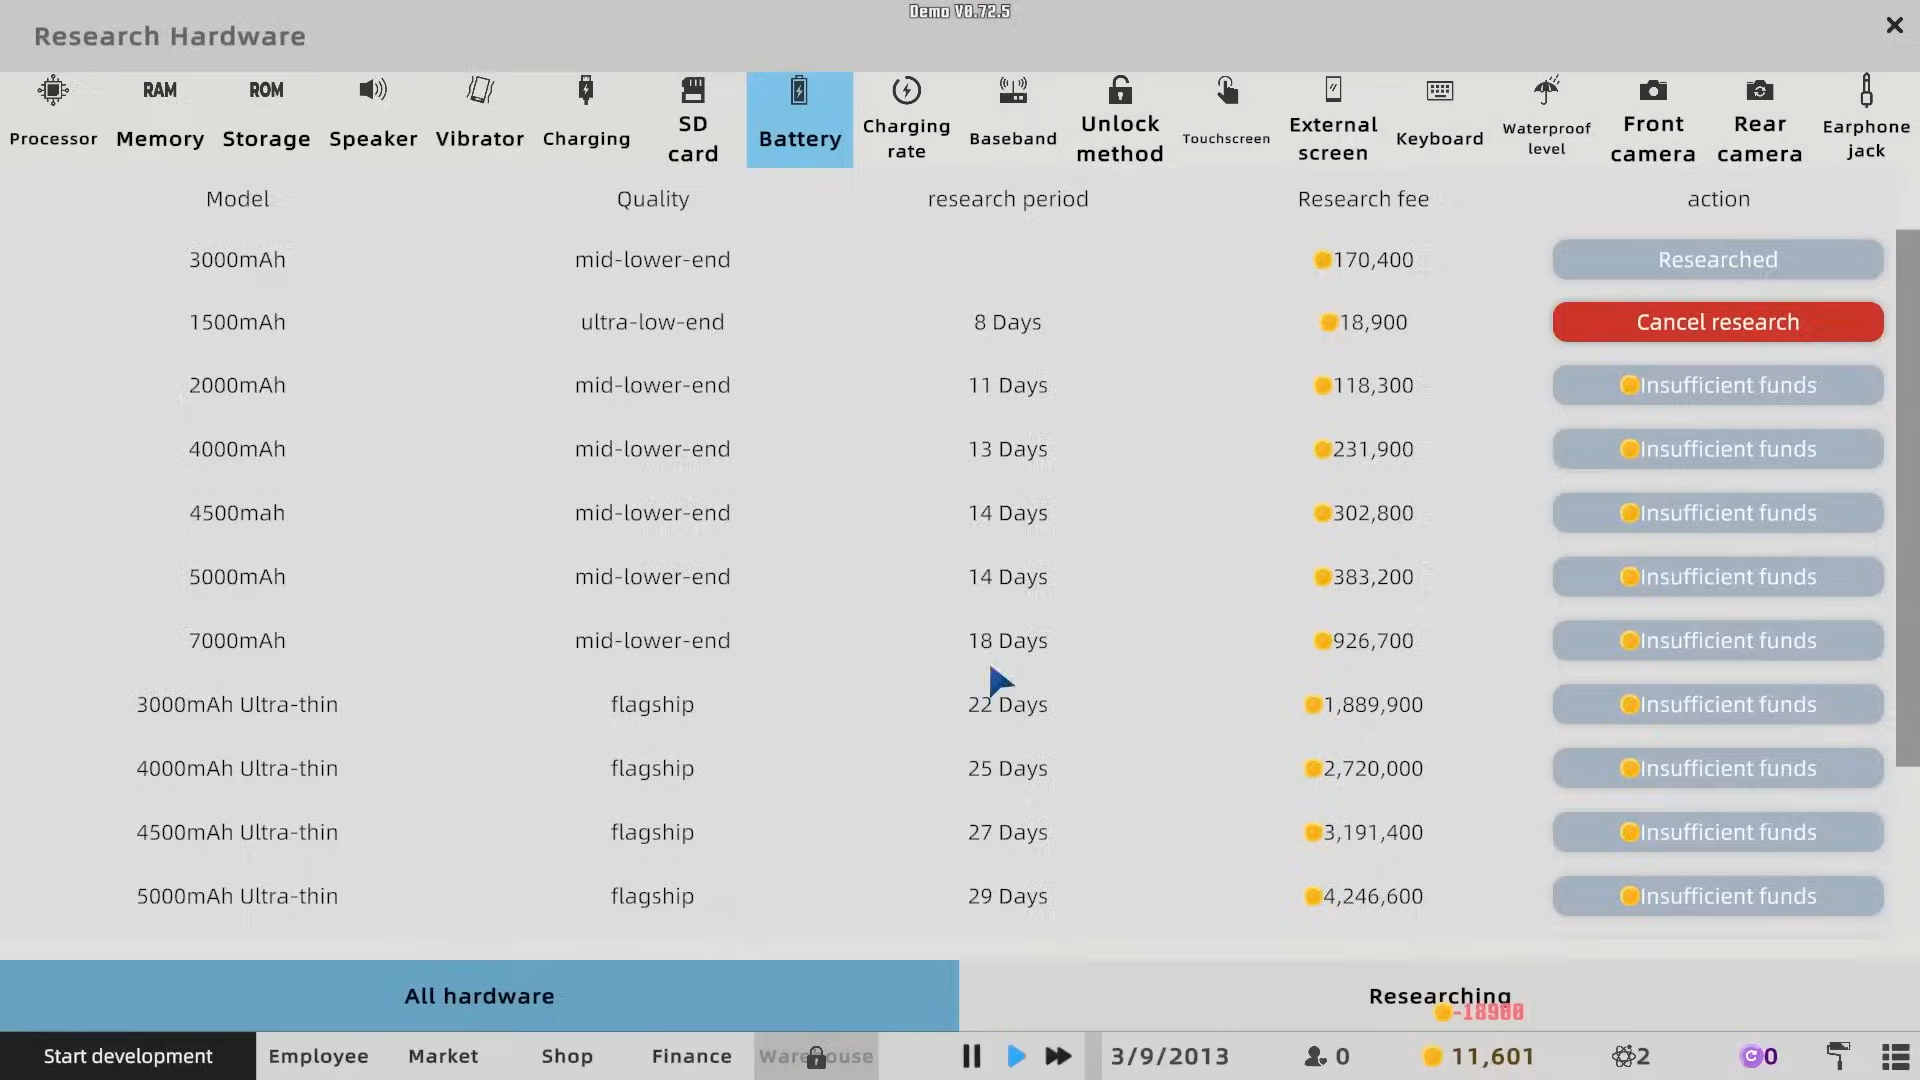 Demo V0.72.5
Research Hardware
RAM ROM
Processor Memory Storage Speaker Vibrator Charging SD card Battery Charging rate Baseband Unlock method Touchscreen External screen Keyboard Waterproof level Front camera Rear camera Earphone jack
Model Quality research period Research fee action
3000mAh mid-lower-end 170,400 Researched
1500mAh ultra-low-end 8 Days 18,900 Cancel research
2000mAh mid-lower-end 11 Days 118,300 Insufficient funds
4000mAh mid-lower-end 13 Days 231,900 Insufficient funds
4500mah mid-lower-end 14 Days 302,800 Insufficient funds
5000mAh mid-lower-end 14 Days 383,200 Insufficient funds
7000mAh mid-lower-end 18 Days 926,700 Insufficient funds
3000mAh Ultra-thin flagship 22 Days 1,889,900 Insufficient funds
4000mAh Ultra-thin flagship 25 Days 2,720,000 Insufficient funds
4500mAh Ultra-thin flagship 27 Days 3,191,400 Insufficient funds
5000mAh Ultra-thin flagship 29 Days 4,246,600 Insufficient funds
All hardware Researching
-18900
Start development Employee Market Shop Finance Warehouse 3/9/2013 0 11,601 2 0